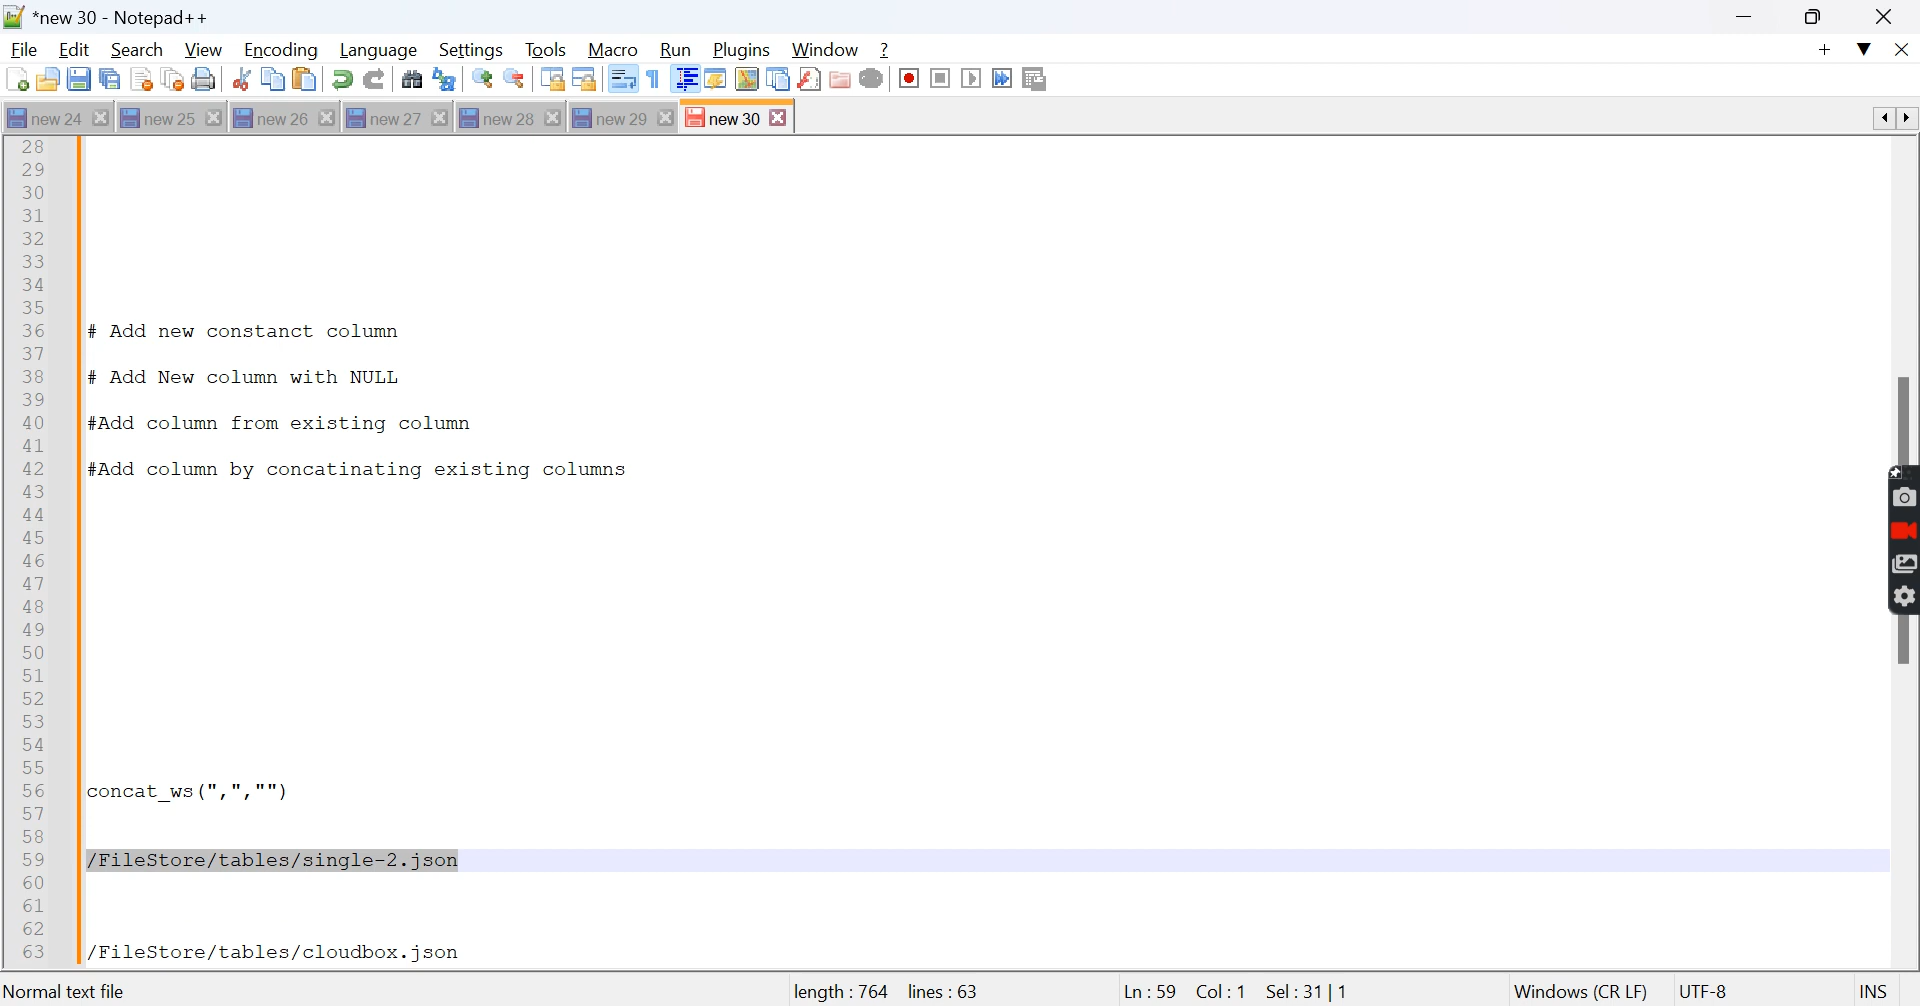 *new 30 - Notepad++
File Edit Search View Encoding Language Settings Tools Macro Run Plugins Window ?
new 24 new 25 new 26 new 27 new 28 new 29 new 30
28
29
30
31
32
33
34
35
36 # Add new constanct column
37
38 # Add New column with NULL
39
40 #Add column from existing column
41
42 #Add column by concatinating existing columns
43
44
45
46
47
48
49
50
51
52
53
54
55
56 concat_ws(",","")
57
58
59 /FileStore/tables/single-2.json
60
61
62
63 /FileStore/tables/cloudbox.json
Normal text file length : 764 lines : 63 Ln : 59 Col : 1 Sel : 31 | 1 Windows (CR LF) UTF-8 INS